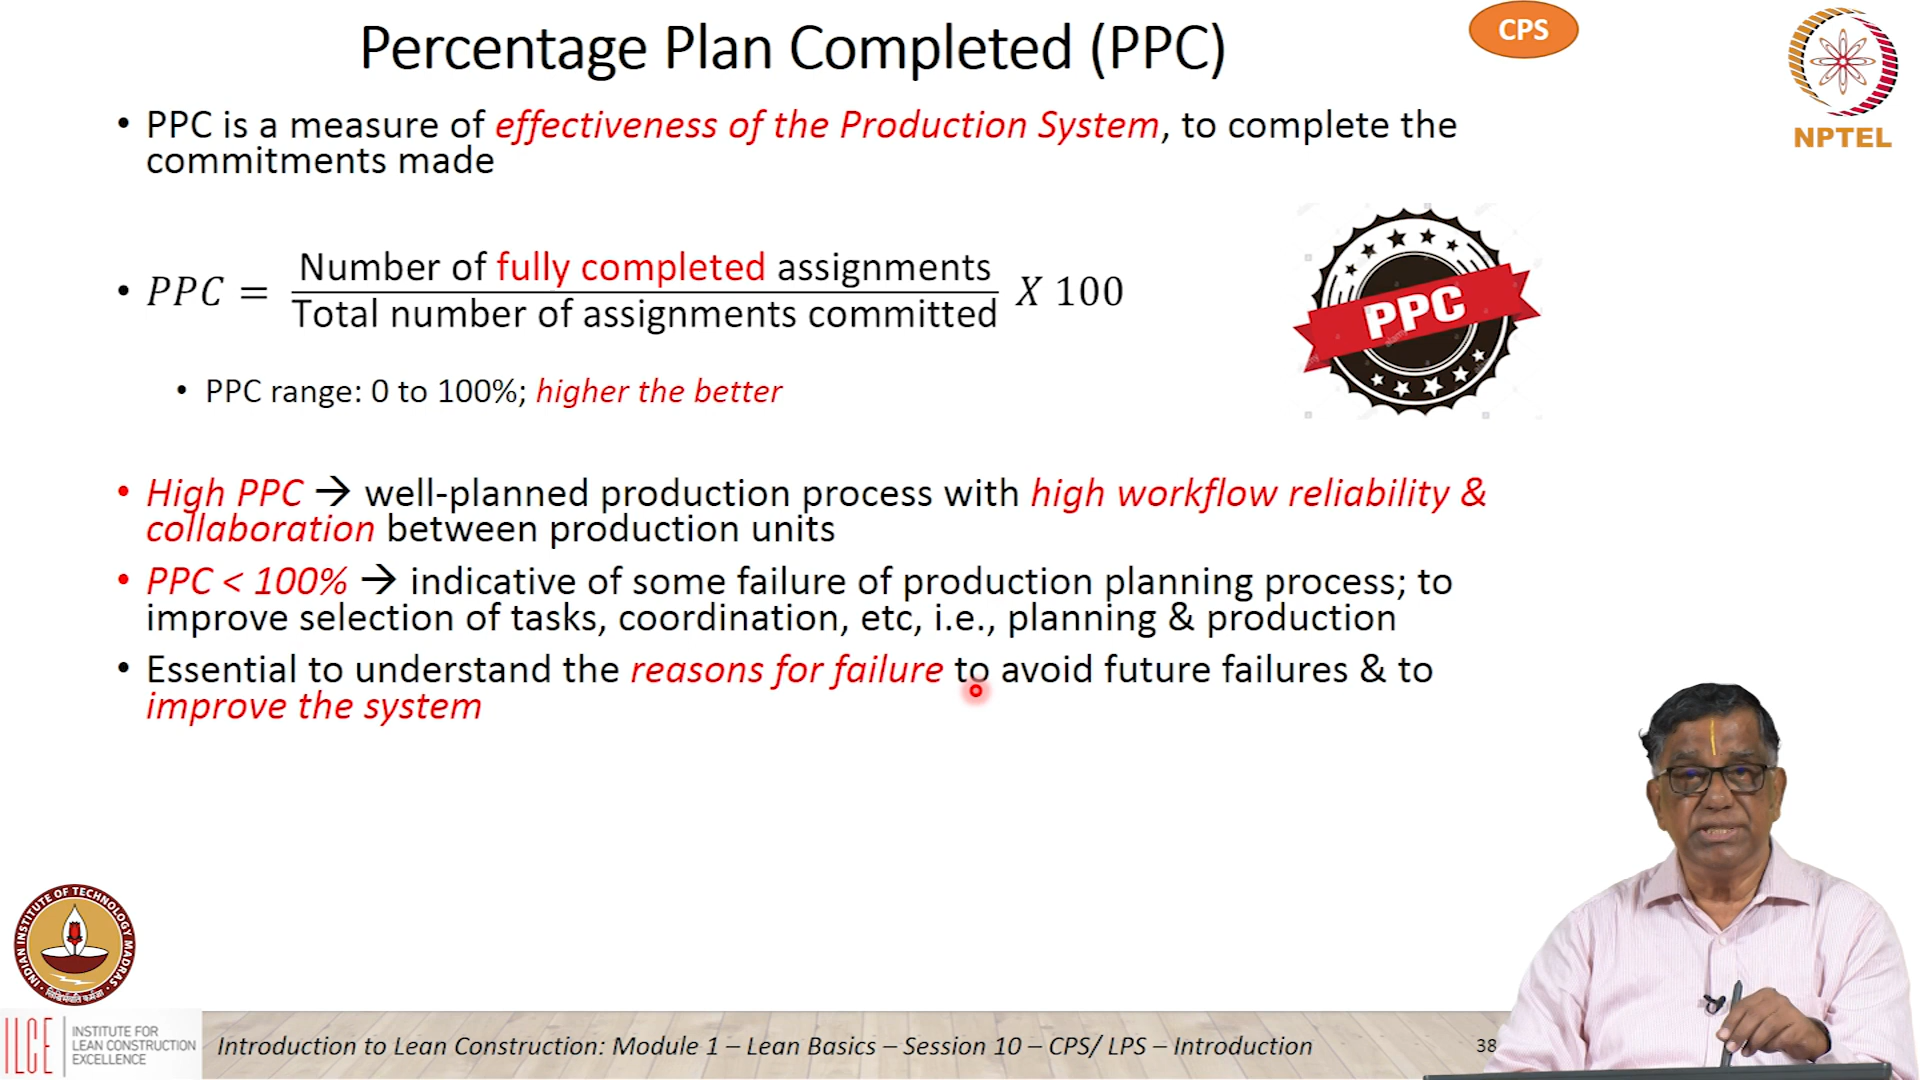 Percentage Plan Completed (PPC)
CPS
NPTEL
• PPC is a measure of effectiveness of the Production System, to complete the
commitments made
• PPC = Number of fully completed assignments
Total number of assignments committed X 100
PPC
• PPC range: 0 to 100%; higher the better
• High PPC → well-planned production process with high workflow reliability &
collaboration between production units
• PPC < 100% → indicative of some failure of production planning process; to
improve selection of tasks, coordination, etc, i.e., planning & production
• Essential to understand the reasons for failure to avoid future failures & to
improve the system
INDIAN INSTITUTE OF TECHNOLOGY MADRAS
सिद्धिर्भवति कर्मजा
ILCE
INSTITUTE FOR
LEAN CONSTRUCTION
EXCELLENCE
Introduction to Lean Construction: Module 1 – Lean Basics – Session 10 – CPS/ LPS – Introduction
38